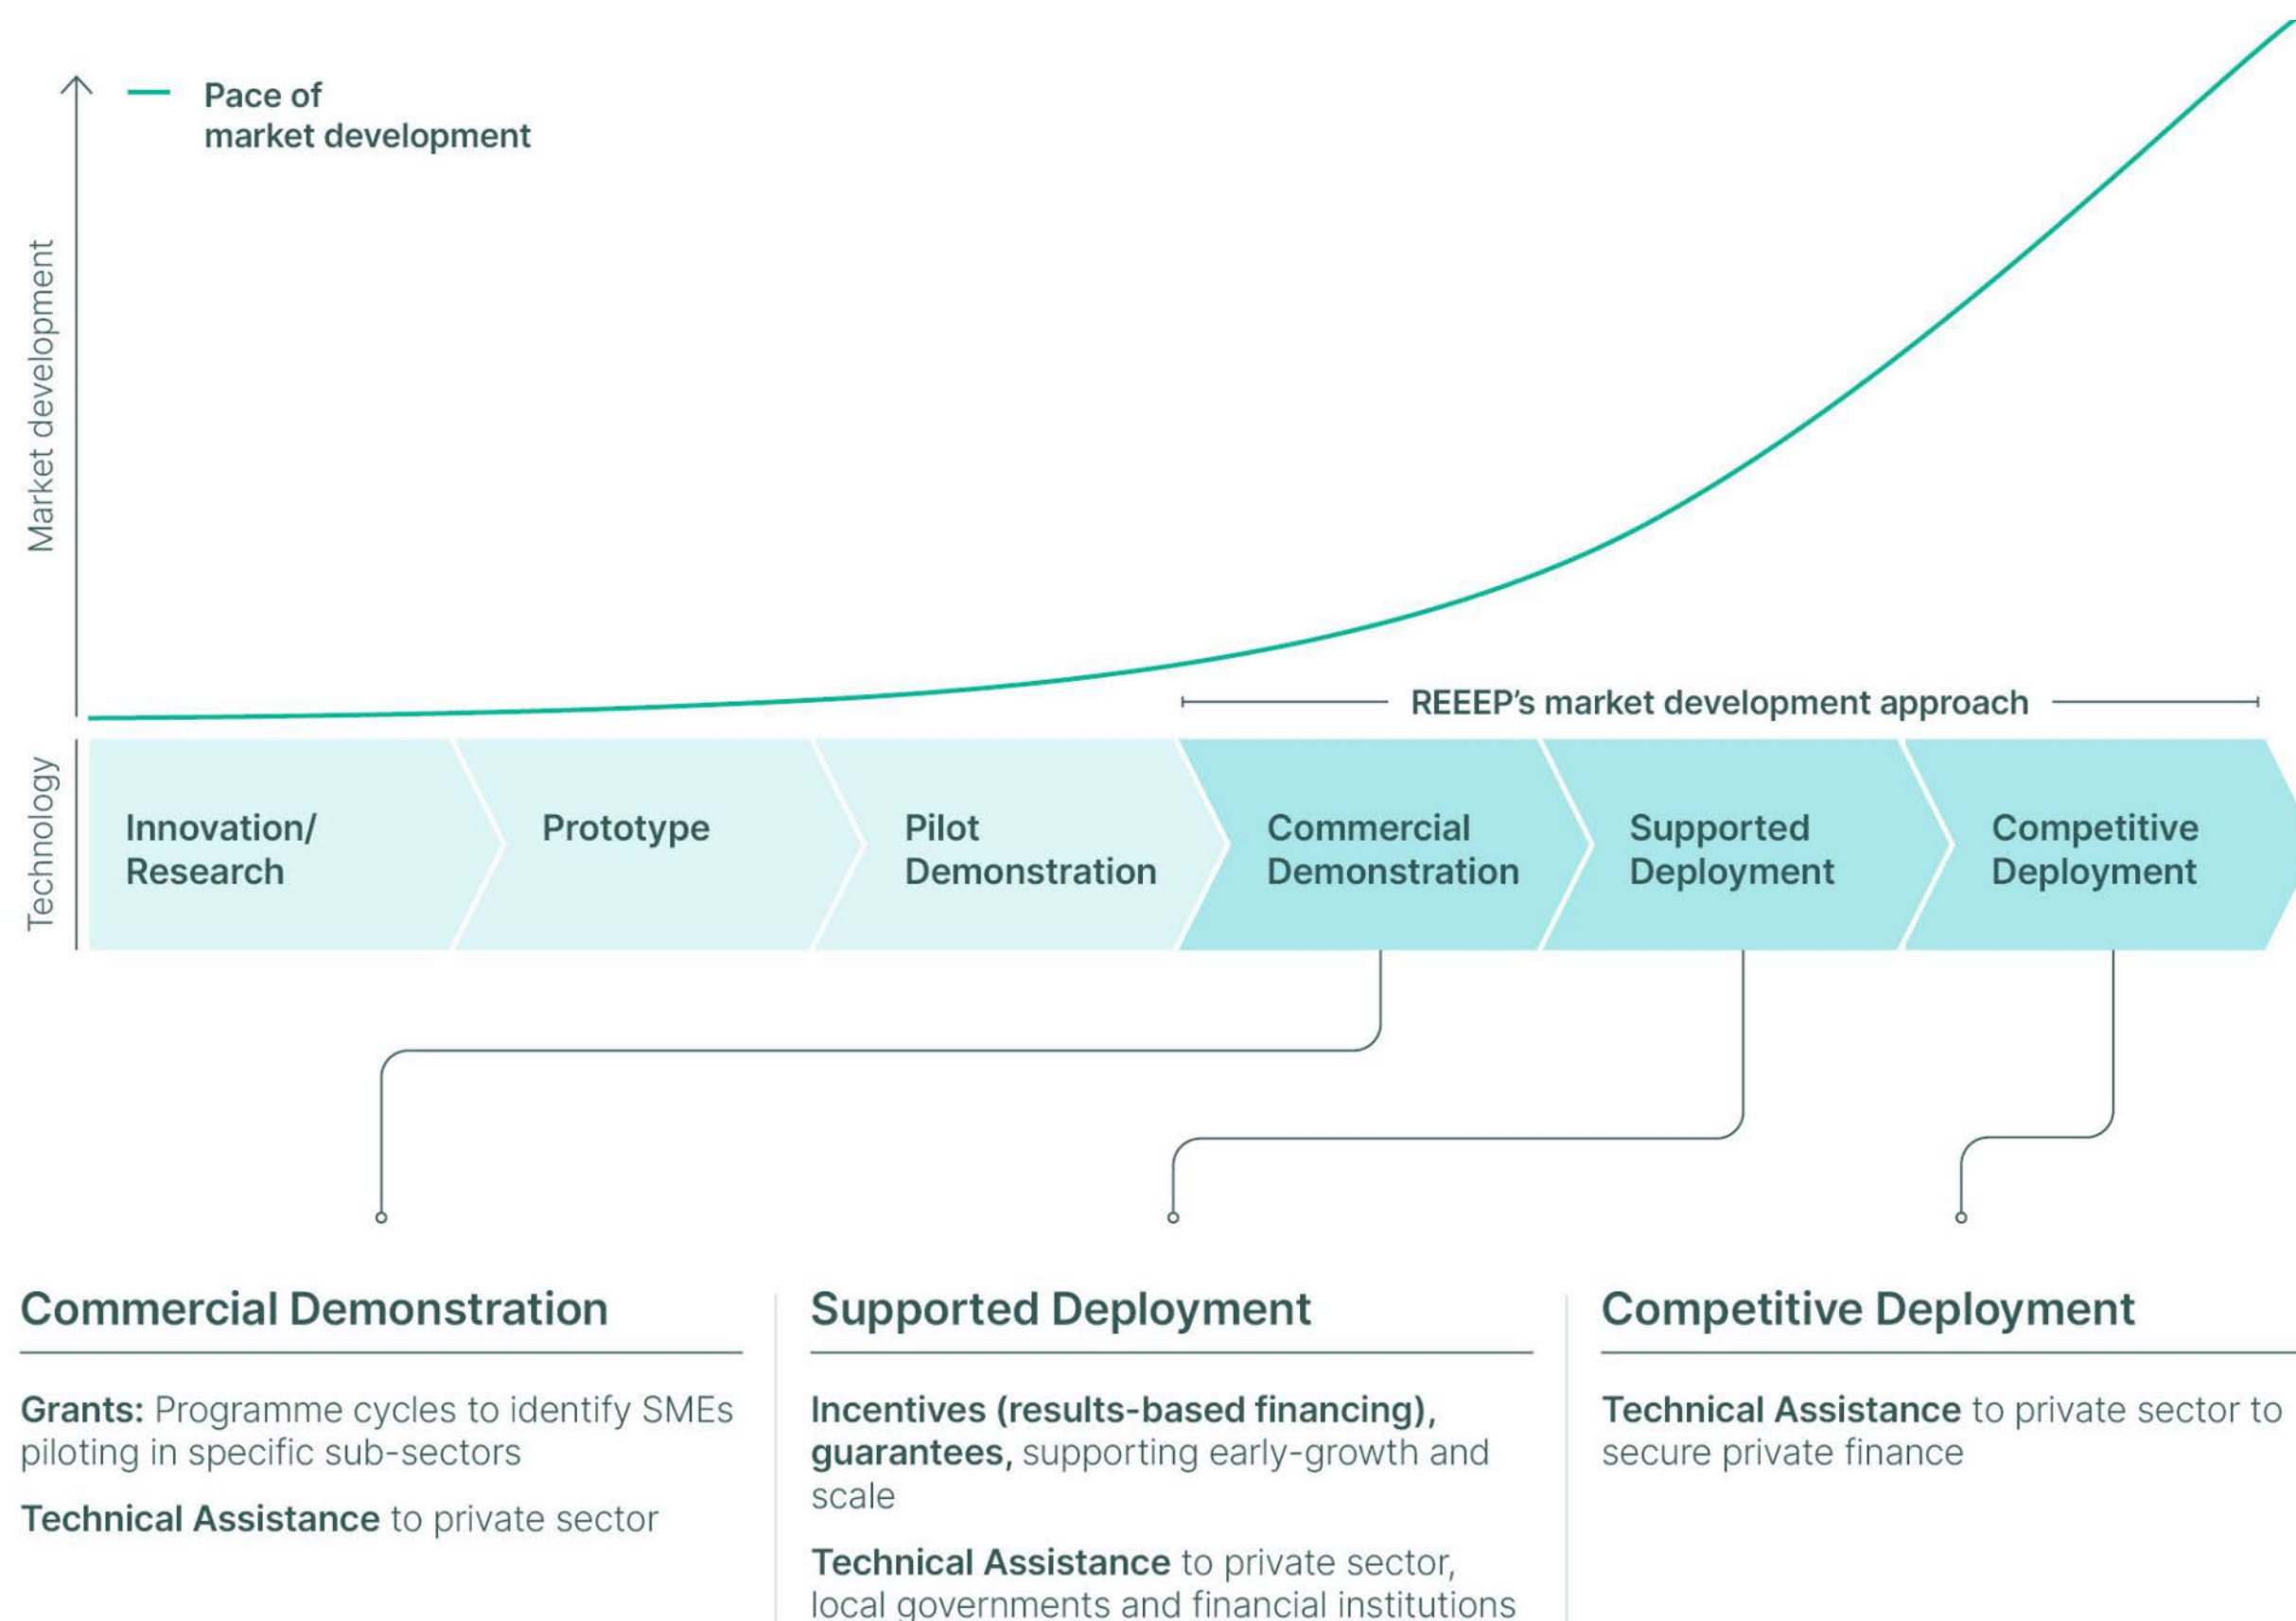 Pace of
market development
Market development
REEEP's market development approach
Technology
Innovation/
Research
Prototype
Pilot
Demonstration
Commercial
Demonstration
Supported
Deployment
Competitive
Deployment
Commercial Demonstration
Grants: Programme cycles to identify SMEs
piloting in specific sub-sectors
Technical Assistance to private sector
Supported Deployment
Incentives (results-based financing),
guarantees, supporting early-growth and
scale
Technical Assistance to private sector,
local governments and financial institutions
Competitive Deployment
Technical Assistance to private sector to
secure private finance